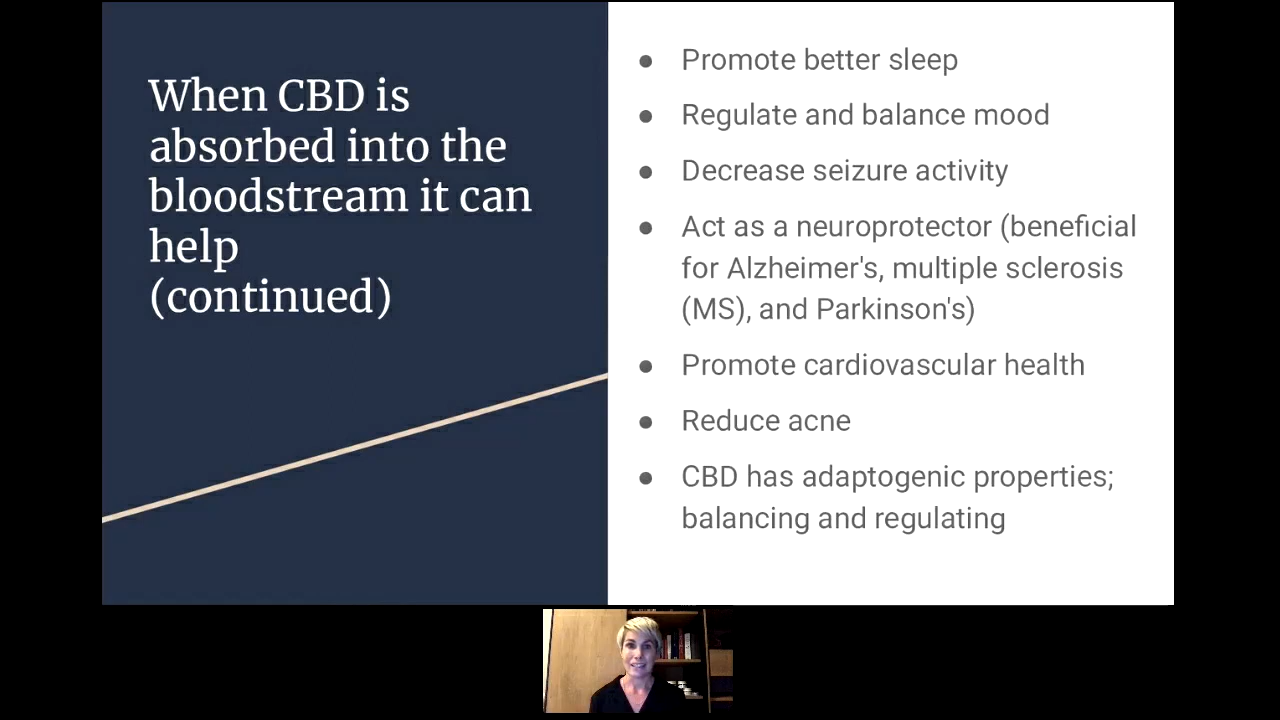 When CBD is
absorbed into the
bloodstream it can
help
(continued)
● Promote better sleep
● Regulate and balance mood
● Decrease seizure activity
● Act as a neuroprotector (beneficial
for Alzheimer's, multiple sclerosis
(MS), and Parkinson's)
● Promote cardiovascular health
● Reduce acne
● CBD has adaptogenic properties;
balancing and regulating